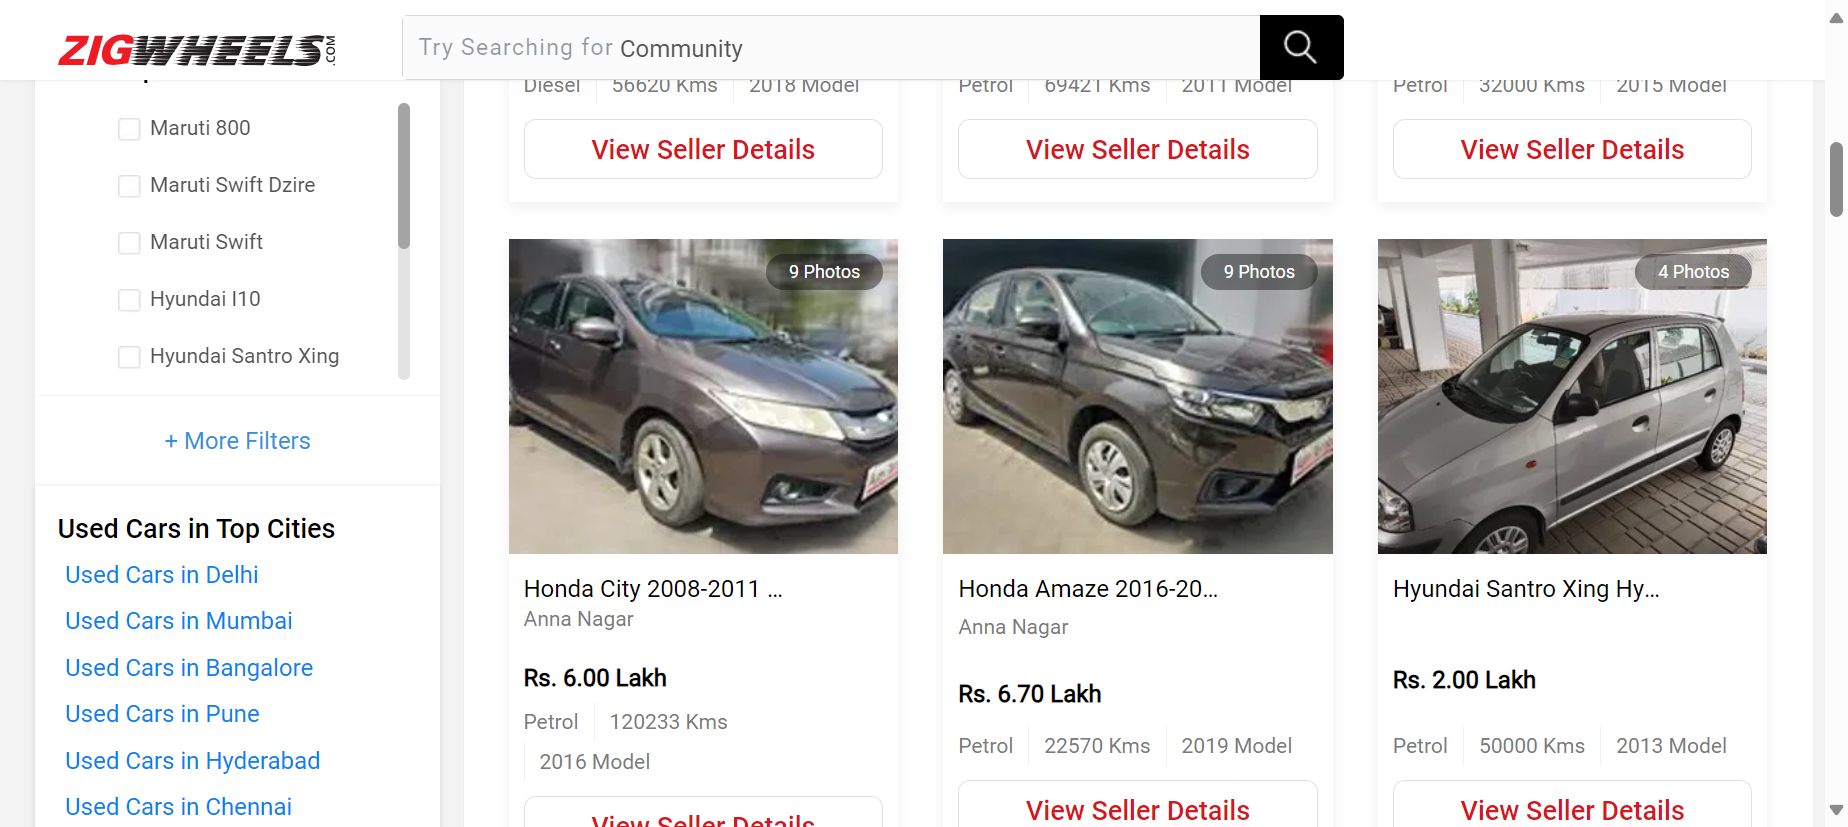 ZIGWHEELS.COM
Try Searching for Community
Maruti 800
Maruti Swift Dzire
Maruti Swift
Hyundai I10
Hyundai Santro Xing
+ More Filters
Used Cars in Top Cities
Used Cars in Delhi
Used Cars in Mumbai
Used Cars in Bangalore
Used Cars in Pune
Used Cars in Hyderabad
Used Cars in Chennai
Diesel 56620 Kms 2018 Model
View Seller Details
Petrol 69421 Kms 2011 Model
View Seller Details
Petrol 32000 Kms 2015 Model
View Seller Details
9 Photos
Honda City 2008-2011 ...
Anna Nagar
Rs. 6.00 Lakh
Petrol 120233 Kms
2016 Model
View Seller Details
9 Photos
Honda Amaze 2016-20...
Anna Nagar
Rs. 6.70 Lakh
Petrol 22570 Kms 2019 Model
View Seller Details
4 Photos
Hyundai Santro Xing Hy...
Rs. 2.00 Lakh
Petrol 50000 Kms 2013 Model
View Seller Details